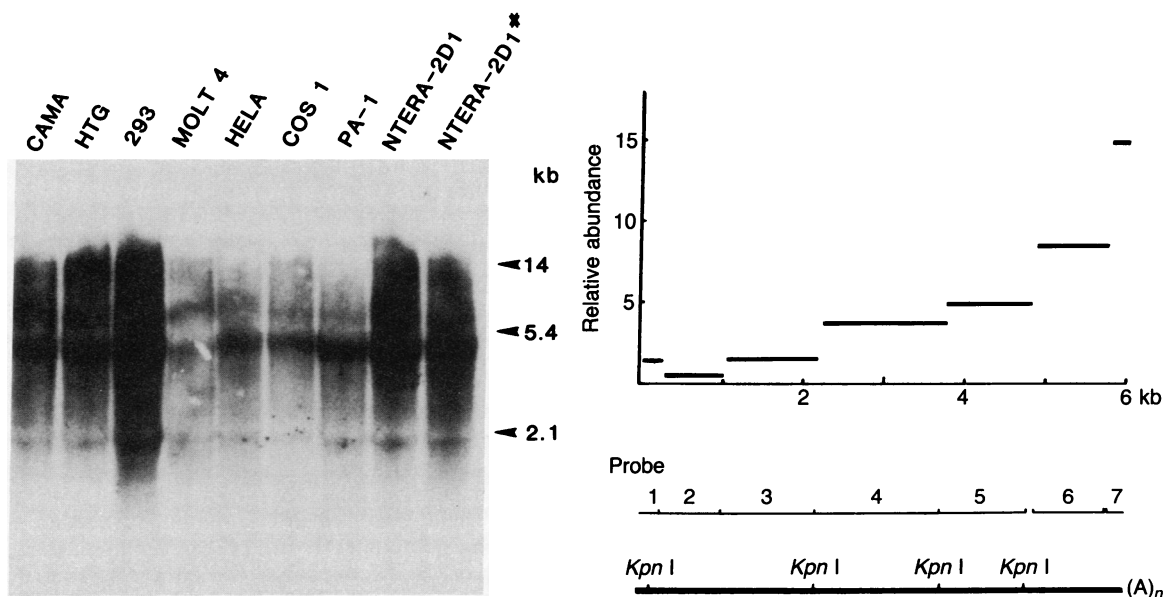 CAMA
HTG
293
MOLT 4
HELA
COS 1
PA-1
NTERA-2D1
NTERA-2D1*
kb
14
5.4
2.1
Relative abundance
15
10
5
2 4 6 kb
Probe
1 2 3 4 5 6 7
Kpn I Kpn I Kpn I Kpn I
(A)n